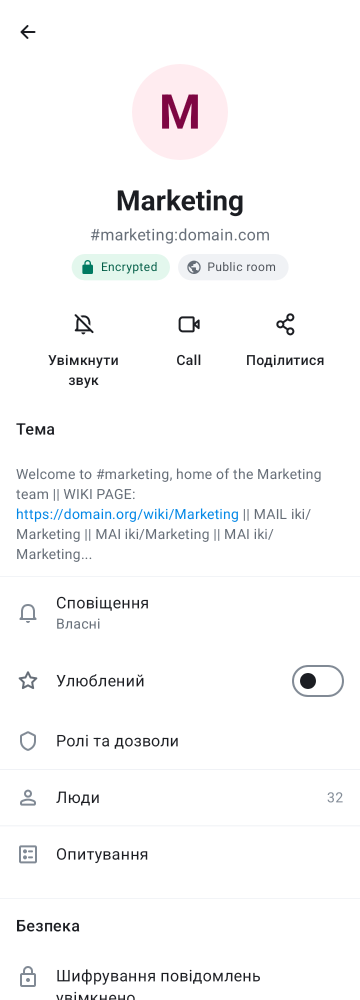 M
Marketing
#marketing:domain.com
Encrypted
Public room
Увімкнути
звук
Call
Поділитися
Тема
Welcome to #marketing, home of the Marketing
team || WIKI PAGE:
https://domain.org/wiki/Marketing || MAIL iki/
Marketing || MAI iki/Marketing || MAI iki/
Marketing...
Сповіщення
Власні
Улюблений
Ролі та дозволи
Люди
32
Опитування
Безпека
Шифрування повідомлень
увімкнено